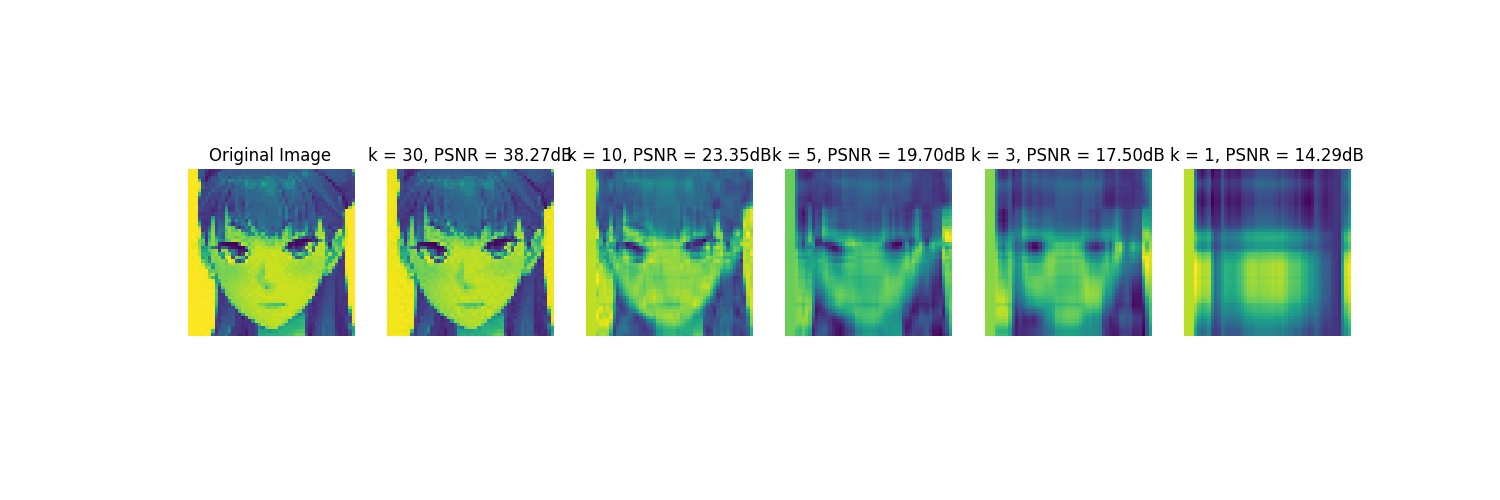 Original Image
k = 30, PSNR = 38.27dB
k = 10, PSNR = 23.35dB
k = 5, PSNR = 19.70dB
k = 3, PSNR = 17.50dB
k = 1, PSNR = 14.29dB